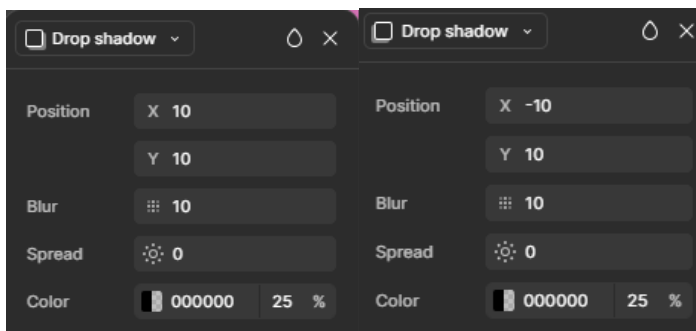 Drop shadow
Position X 10
Y 10
Blur 10
Spread 0
Color 000000 25 %
Drop shadow
Position X -10
Y 10
Blur 10
Spread 0
Color 000000 25 %